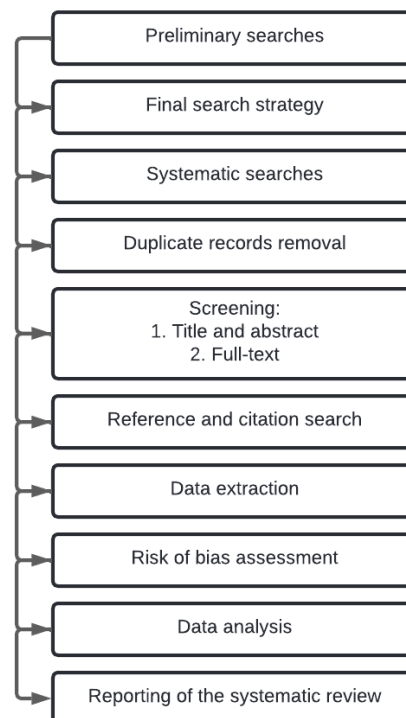 Preliminary searches
Final search strategy
Systematic searches
Duplicate records removal
Screening:
1. Title and abstract
2. Full-text
Reference and citation search
Data extraction
Risk of bias assessment
Data analysis
Reporting of the systematic review